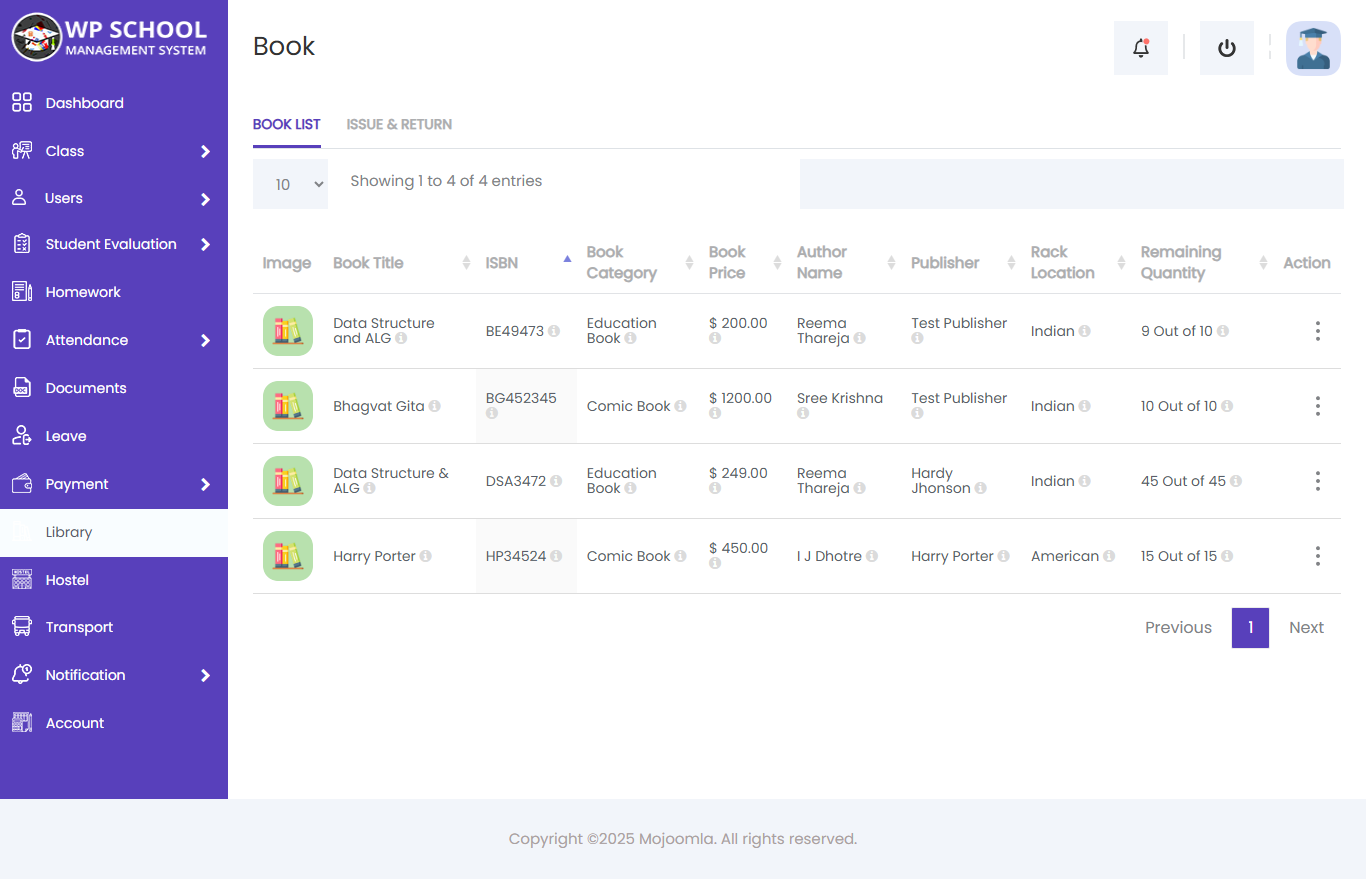 WP SCHOOL
MANAGEMENT SYSTEM
Dashboard
Class
Users
Student Evaluation
Homework
Attendance
Documents
Leave
Payment
Library
Hostel
Transport
Notification
Account
Book
BOOK LIST ISSUE & RETURN
10 Showing 1 to 4 of 4 entries
Image Book Title ISBN Book Category Book Price Author Name Publisher Rack Location Remaining Quantity Action
Data Structure and ALG BE49473 Education Book $ 200.00 Reema Thareja Test Publisher Indian 9 Out of 10
Bhagvat Gita BG452345 Comic Book $ 1200.00 Sree Krishna Test Publisher Indian 10 Out of 10
Data Structure & ALG DSA3472 Education Book $ 249.00 Reema Thareja Hardy Jhonson Indian 45 Out of 45
Harry Porter HP34524 Comic Book $ 450.00 I J Dhotre Harry Porter American 15 Out of 15
Previous 1 Next
Copyright ©2025 Mojoomla. All rights reserved.